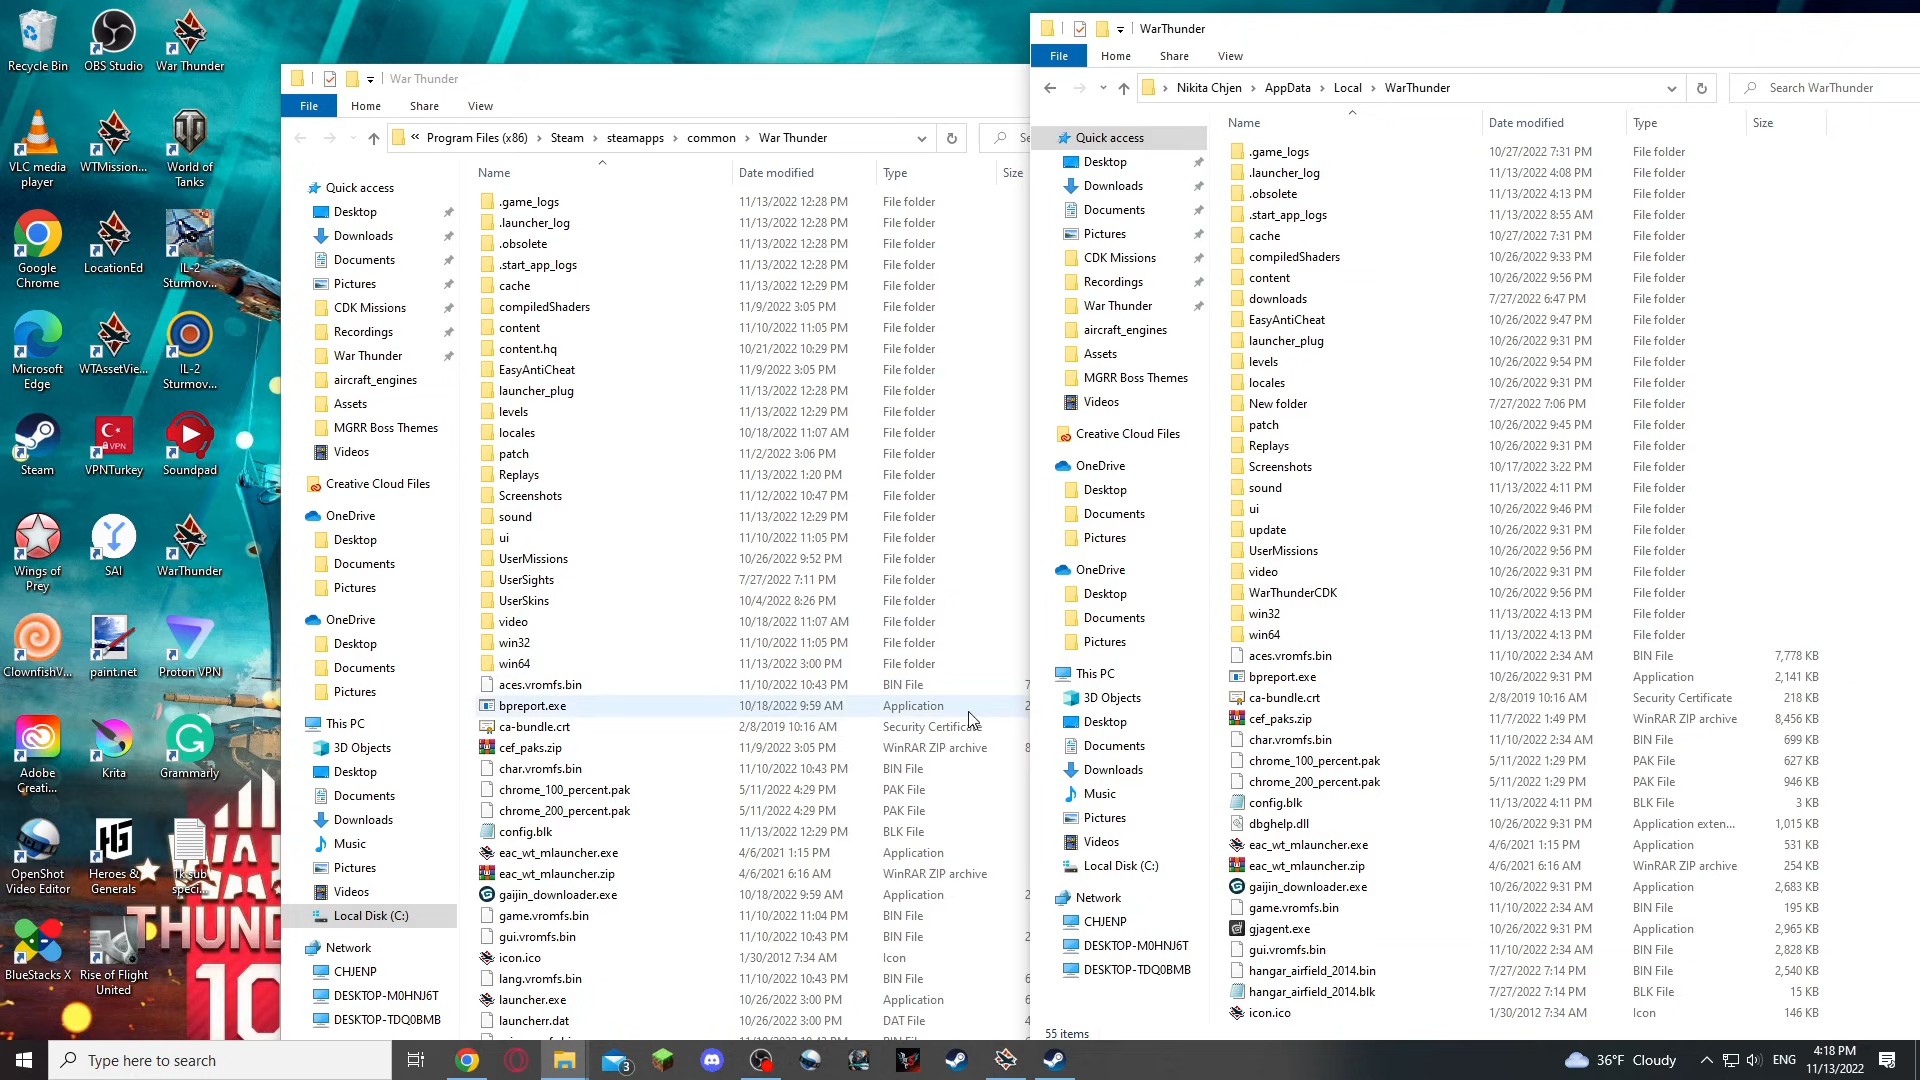 Recycle Bin
OBS Studio
War Thunder
VLC media
player
WTMission...
World of
Tanks
Google
Chrome
LocationEd
IL-2
Sturmov...
Microsoft
Edge
WTAssetVie...
IL-2
Sturmov...
Steam
VPNTurkey
Soundpad
Wings of
Prey
SAI
WarThunder
ClownfishV...
paint.net
Proton VPN
Adobe
Creati...
Krita
Grammarly
OpenShot
Video Editor
Heroes &
Generals
1k sub
speci...
BlueStacks X
Rise of Flight
United
War Thunder
File Home Share View
« Program Files (x86) › Steam › steamapps › common › War Thunder
Name Date modified Type Size
Quick access
Desktop
Downloads
Documents
Pictures
CDK Missions
Recordings
War Thunder
aircraft_engines
Assets
MGRR Boss Themes
Videos
Creative Cloud Files
OneDrive
Desktop
Documents
Pictures
OneDrive
Desktop
Documents
Pictures
This PC
3D Objects
Desktop
Documents
Downloads
Music
Pictures
Videos
Local Disk (C:)
Network
CHJENP
DESKTOP-M0HNJ6T
DESKTOP-TDQ0BMB
.game_logs 11/13/2022 12:28 PM File folder
.launcher_log 11/13/2022 12:28 PM File folder
.obsolete 11/13/2022 12:28 PM File folder
.start_app_logs 11/13/2022 12:28 PM File folder
cache 11/13/2022 12:29 PM File folder
compiledShaders 11/9/2022 3:05 PM File folder
content 11/10/2022 11:05 PM File folder
content.hq 10/21/2022 10:29 PM File folder
EasyAntiCheat 11/9/2022 3:05 PM File folder
launcher_plug 11/13/2022 12:28 PM File folder
levels 11/13/2022 12:29 PM File folder
locales 10/18/2022 11:07 AM File folder
patch 11/2/2022 3:06 PM File folder
Replays 11/13/2022 1:20 PM File folder
Screenshots 11/12/2022 10:47 PM File folder
sound 11/13/2022 12:29 PM File folder
ui 11/10/2022 11:05 PM File folder
UserMissions 10/26/2022 9:52 PM File folder
UserSights 7/27/2022 7:11 PM File folder
UserSkins 10/4/2022 8:26 PM File folder
video 10/18/2022 11:07 AM File folder
win32 11/10/2022 11:05 PM File folder
win64 11/13/2022 3:00 PM File folder
aces.vromfs.bin 11/10/2022 10:43 PM BIN File 7
bpreport.exe 10/18/2022 9:59 AM Application 2
ca-bundle.crt 2/8/2019 10:16 AM Security Certificate
cef_paks.zip 11/9/2022 3:05 PM WinRAR ZIP archive 8
char.vromfs.bin 11/10/2022 10:43 PM BIN File
chrome_100_percent.pak 5/11/2022 4:29 PM PAK File
chrome_200_percent.pak 5/11/2022 4:29 PM PAK File
config.blk 11/13/2022 12:29 PM BLK File
eac_wt_mlauncher.exe 4/6/2021 1:15 PM Application
eac_wt_mlauncher.zip 4/6/2021 6:16 AM WinRAR ZIP archive
gaijin_downloader.exe 10/18/2022 9:59 AM Application 2
game.vromfs.bin 11/10/2022 11:04 PM BIN File
gui.vromfs.bin 11/10/2022 10:43 PM BIN File 2
icon.ico 1/30/2012 7:34 AM Icon
lang.vromfs.bin 11/10/2022 10:43 PM BIN File 6
launcher.exe 10/26/2022 3:00 PM Application 6
launcherr.dat 10/26/2022 3:00 PM DAT File 4
WarThunder
File Home Share View
› Nikita Chjen › AppData › Local › WarThunder
Search WarThunder
Name Date modified Type Size
Quick access
Desktop
Downloads
Documents
Pictures
CDK Missions
Recordings
War Thunder
aircraft_engines
Assets
MGRR Boss Themes
Videos
Creative Cloud Files
OneDrive
Desktop
Documents
Pictures
OneDrive
Desktop
Documents
Pictures
This PC
3D Objects
Desktop
Documents
Downloads
Music
Pictures
Videos
Local Disk (C:)
Network
CHJENP
DESKTOP-M0HNJ6T
DESKTOP-TDQ0BMB
.game_logs 10/27/2022 7:31 PM File folder
.launcher_log 11/13/2022 4:08 PM File folder
.obsolete 11/13/2022 4:13 PM File folder
.start_app_logs 11/13/2022 8:55 AM File folder
cache 10/27/2022 7:31 PM File folder
compiledShaders 10/26/2022 9:33 PM File folder
content 10/26/2022 9:56 PM File folder
downloads 7/27/2022 6:47 PM File folder
EasyAntiCheat 10/26/2022 9:47 PM File folder
launcher_plug 10/26/2022 9:31 PM File folder
levels 10/26/2022 9:54 PM File folder
locales 10/26/2022 9:31 PM File folder
New folder 7/27/2022 7:06 PM File folder
patch 10/26/2022 9:45 PM File folder
Replays 10/26/2022 9:31 PM File folder
Screenshots 10/17/2022 3:22 PM File folder
sound 11/13/2022 4:11 PM File folder
ui 10/26/2022 9:46 PM File folder
update 10/26/2022 9:31 PM File folder
UserMissions 10/26/2022 9:56 PM File folder
video 10/26/2022 9:31 PM File folder
WarThunderCDK 10/26/2022 9:56 PM File folder
win32 11/13/2022 4:13 PM File folder
win64 11/13/2022 4:13 PM File folder
aces.vromfs.bin 11/10/2022 2:34 AM BIN File 7,778 KB
bpreport.exe 10/26/2022 9:31 PM Application 2,141 KB
ca-bundle.crt 2/8/2019 10:16 AM Security Certificate 218 KB
cef_paks.zip 11/7/2022 1:49 PM WinRAR ZIP archive 8,456 KB
char.vromfs.bin 11/10/2022 2:34 AM BIN File 699 KB
chrome_100_percent.pak 5/11/2022 1:29 PM PAK File 627 KB
chrome_200_percent.pak 5/11/2022 1:29 PM PAK File 946 KB
config.blk 11/13/2022 4:11 PM BLK File 3 KB
dbghelp.dll 10/26/2022 9:31 PM Application exten... 1,015 KB
eac_wt_mlauncher.exe 4/6/2021 1:15 PM Application 531 KB
eac_wt_mlauncher.zip 4/6/2021 6:16 AM WinRAR ZIP archive 254 KB
gaijin_downloader.exe 10/26/2022 9:31 PM Application 2,683 KB
game.vromfs.bin 11/10/2022 2:34 AM BIN File 195 KB
gjagent.exe 10/26/2022 9:31 PM Application 2,965 KB
gui.vromfs.bin 11/10/2022 2:34 AM BIN File 2,828 KB
hangar_airfield_2014.bin 7/27/2022 7:14 PM BIN File 2,540 KB
hangar_airfield_2014.blk 7/27/2022 7:14 PM BLK File 15 KB
icon.ico 1/30/2012 7:34 AM Icon 146 KB
55 items
Type here to search
3
36°F Cloudy
ENG
4:18 PM
11/13/2022